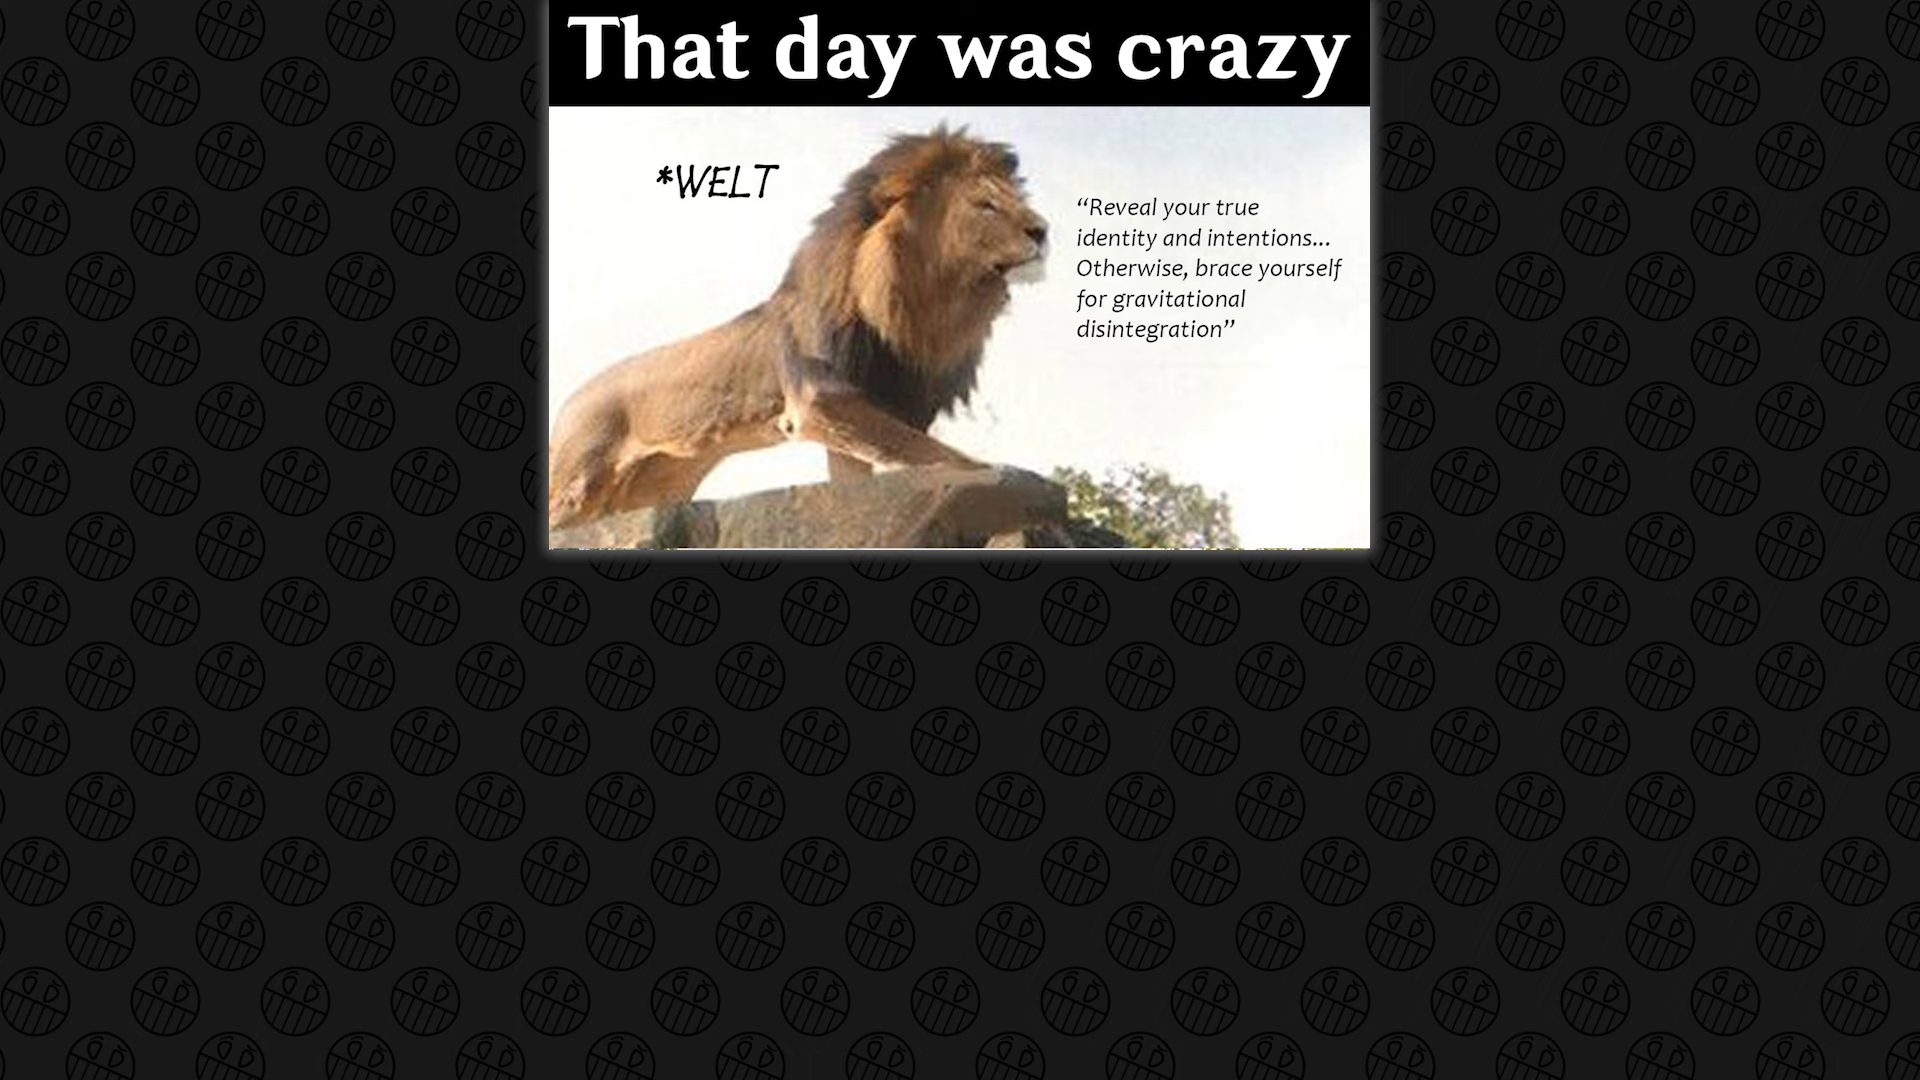 That day was crazy
*WELT
“Reveal your true
identity and intentions...
Otherwise, brace yourself
for gravitational
disintegration”